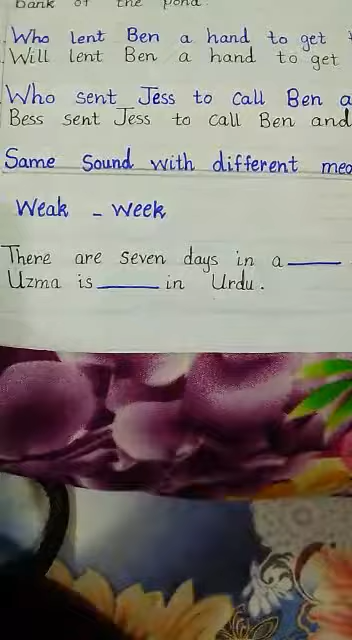 bank of the pond.
Who lent Ben a hand to get
Will lent Ben a hand to get
Who sent Jess to call Ben a
Bess sent Jess to call Ben and
Same Sound with different mea
Weak - Week
There are seven days in a ____
Uzma is ____ in Urdu.